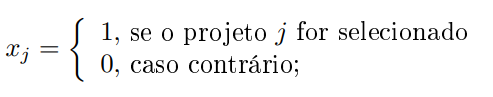 x_j = { 1, se o projeto j for selecionado
0, caso contrário;